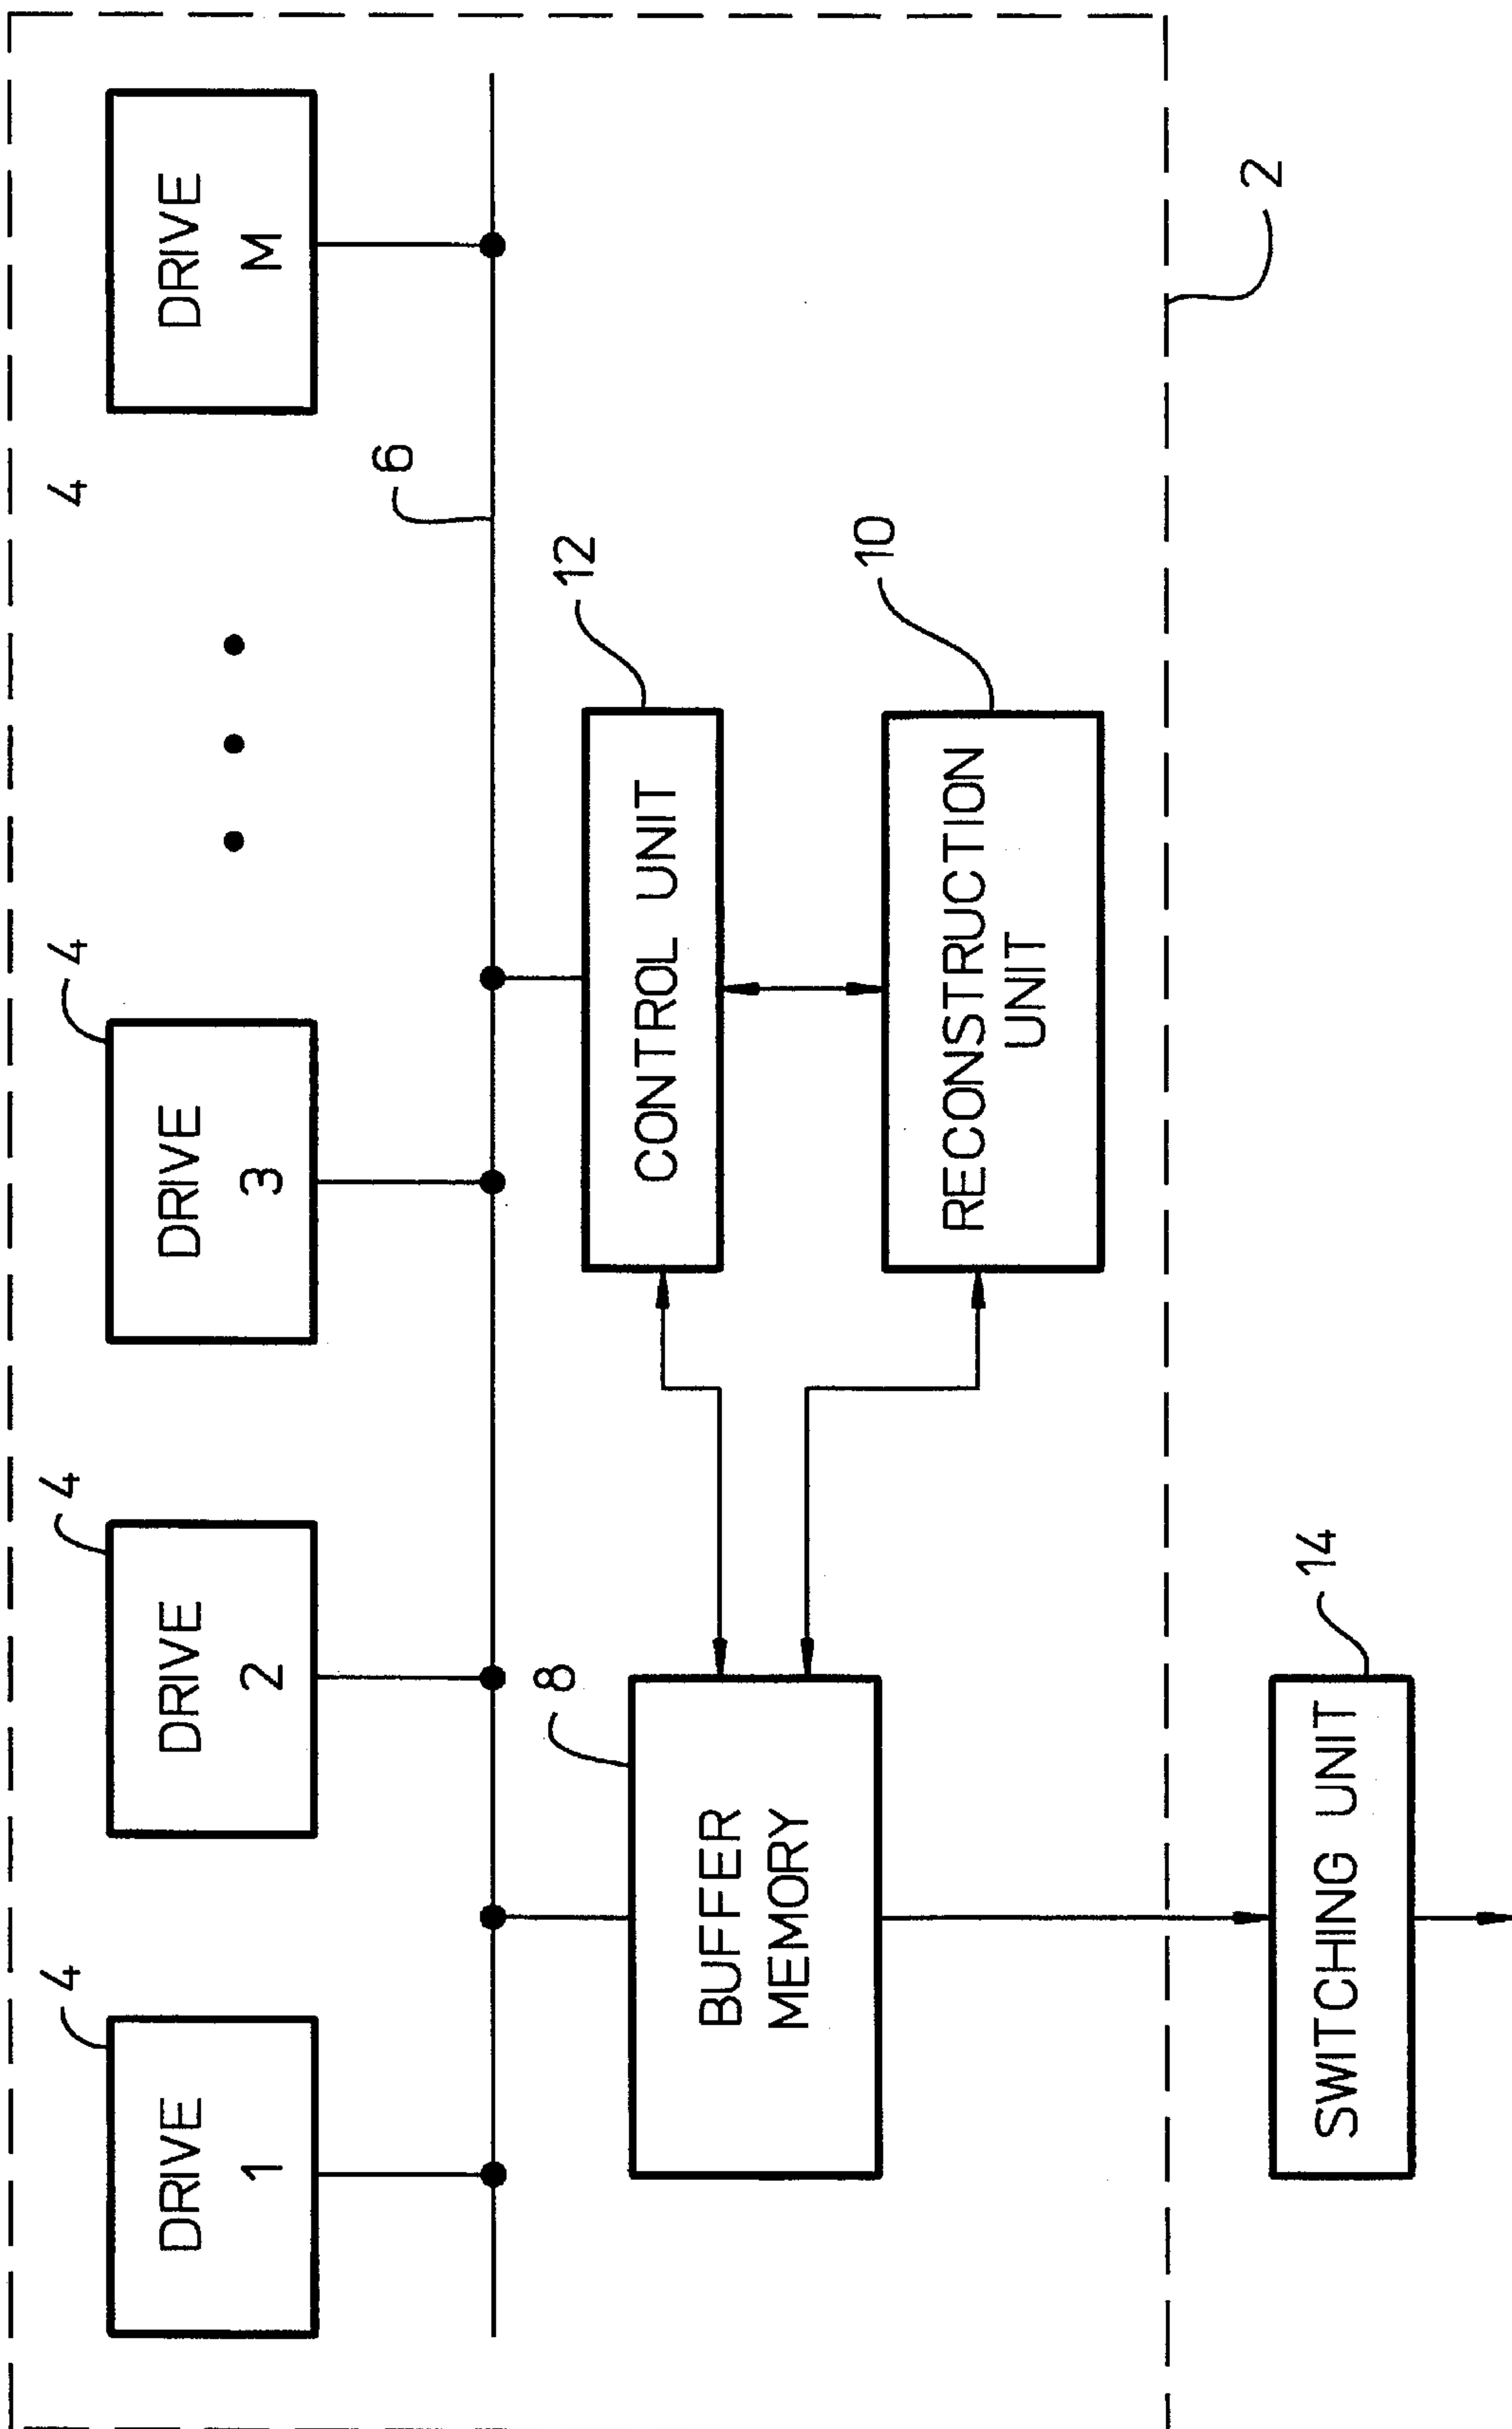 4
DRIVE
1
4
DRIVE
2
4
DRIVE
3
4
DRIVE
M
6
8
BUFFER
MEMORY
12
CONTROL UNIT
10
RECONSTRUCTION
UNIT
2
14
SWITCHING UNIT